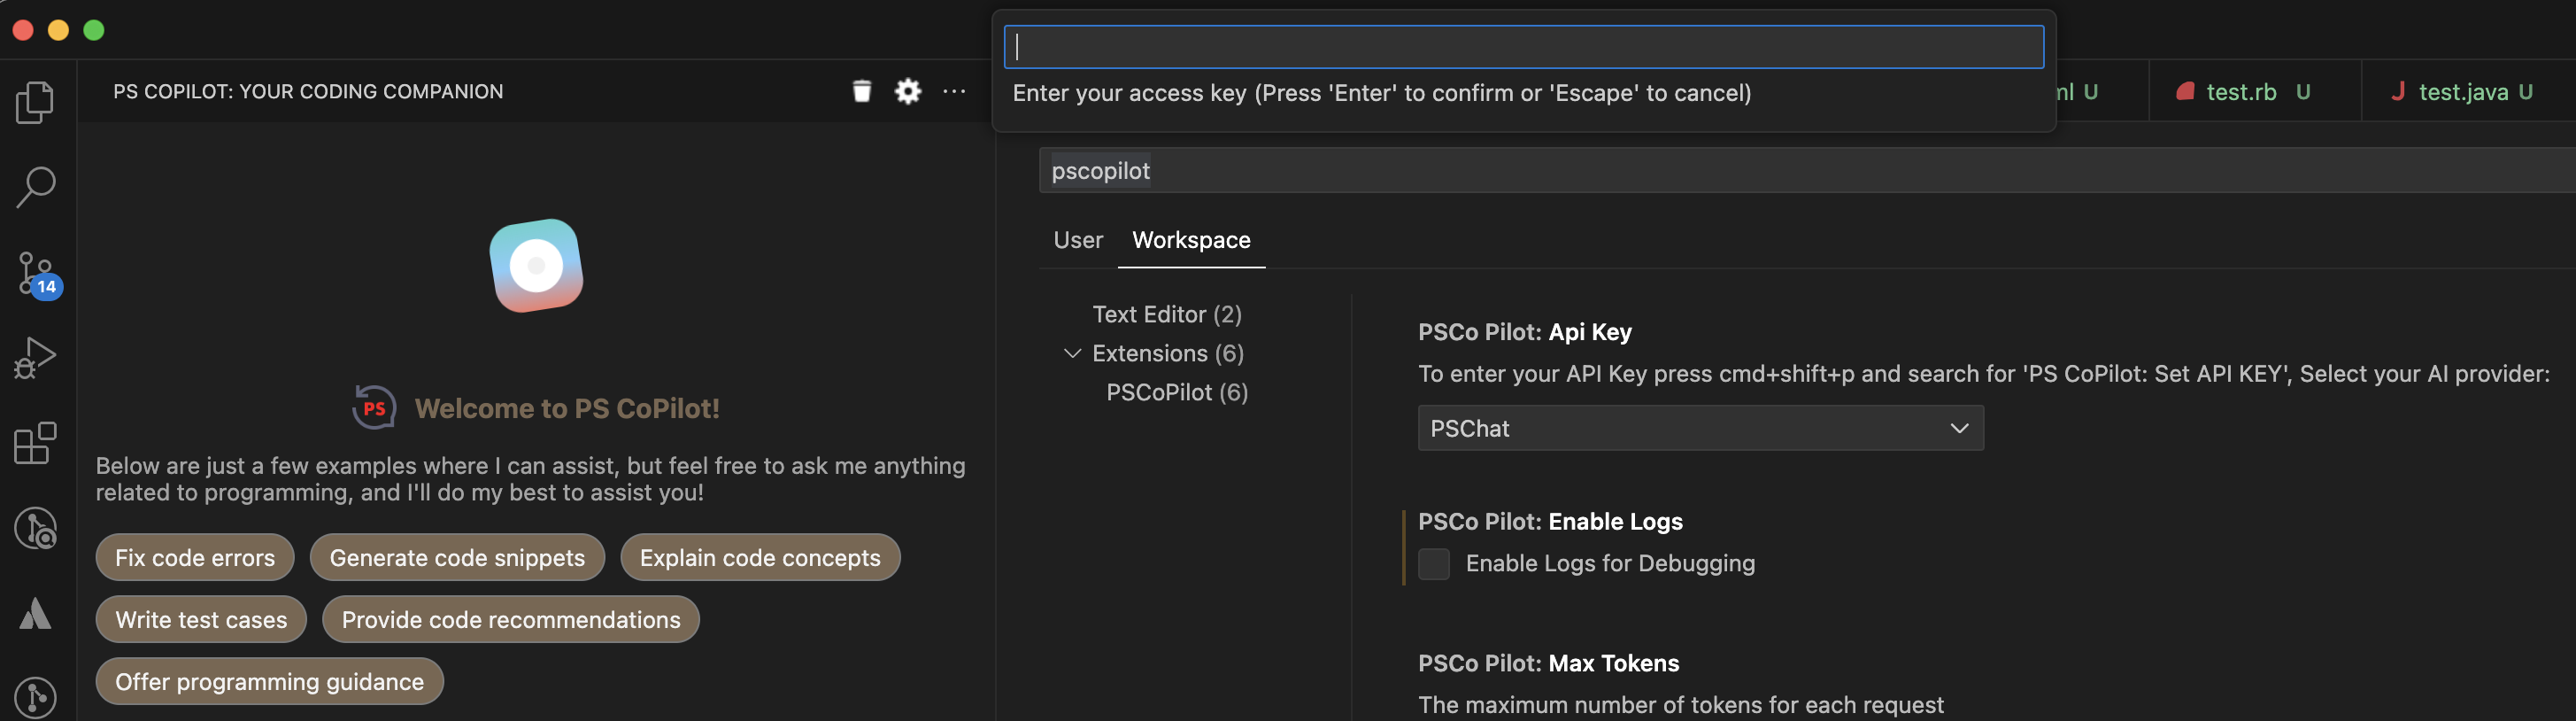 Enter your access key (Press 'Enter' to confirm or 'Escape' to cancel)
PS COPILOT: YOUR CODING COMPANION
ml U
test.rb U
J test.java U
14
PS Welcome to PS CoPilot!
Below are just a few examples where I can assist, but feel free to ask me anything
related to programming, and I'll do my best to assist you!
Fix code errors
Generate code snippets
Explain code concepts
Write test cases
Provide code recommendations
Offer programming guidance
pscopilot
User
Workspace
Text Editor (2)
Extensions (6)
PSCoPilot (6)
PSCo Pilot: Api Key
To enter your API Key press cmd+shift+p and search for 'PS CoPilot: Set API KEY', Select your AI provider:
PSChat
PSCo Pilot: Enable Logs
Enable Logs for Debugging
PSCo Pilot: Max Tokens
The maximum number of tokens for each request